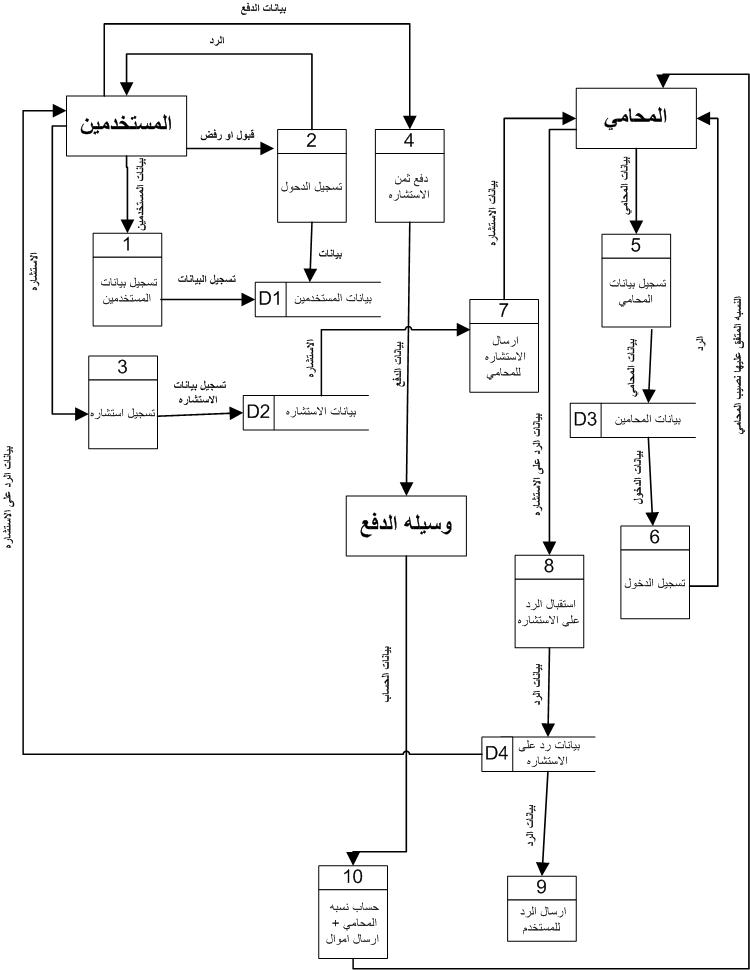 بيانات الدفع
الرد
المستخدمين
قبول او رفض
2
تسجيل الدحول
4
دفع ثمن
الاستشاره
المحامي
بيانات المستخدمين
بيانات
الاستشاره
1
تسجيل بيانات
المستخدمين
تسجيل البيانات
D1
بيانات المستخدمين
بيانات الاستشاره
بيانات المحامي
5
تسجيل بيانات
المحامي
7
ارسال
الاستشاره
للمحامي
الرد
النسبه المتفق عليها نصيب المحامي
3
تسجيل استشاره
تسجيل بيانات
الاستشاره
D2
بيانات الاستشاره
الاستشاره
بيانات الدفع
بيانات المحامي
D3
بيانات المحامين
بيانات الدخول
6
تسجيل الدخول
بيانات الرد على الاستشاره
وسيله الدفع
بيانات الرد على الاستشاره
8
استقبال الرد
على الاستشاره
بيانات الحساب
بيانات الرد
D4
بيانات رد على
الاستشاره
بيانات الرد
10
حساب نسبه
المحامي +
ارسال اموال
9
ارسال الرد
للمستخدم